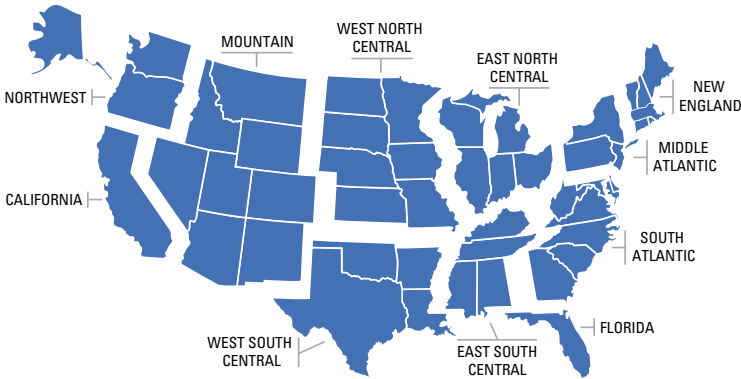 MOUNTAIN
WEST NORTH
CENTRAL
EAST NORTH
CENTRAL
NORTHWEST
NEW
ENGLAND
MIDDLE
ATLANTIC
CALIFORNIA
SOUTH
ATLANTIC
FLORIDA
WEST SOUTH
CENTRAL
EAST SOUTH
CENTRAL